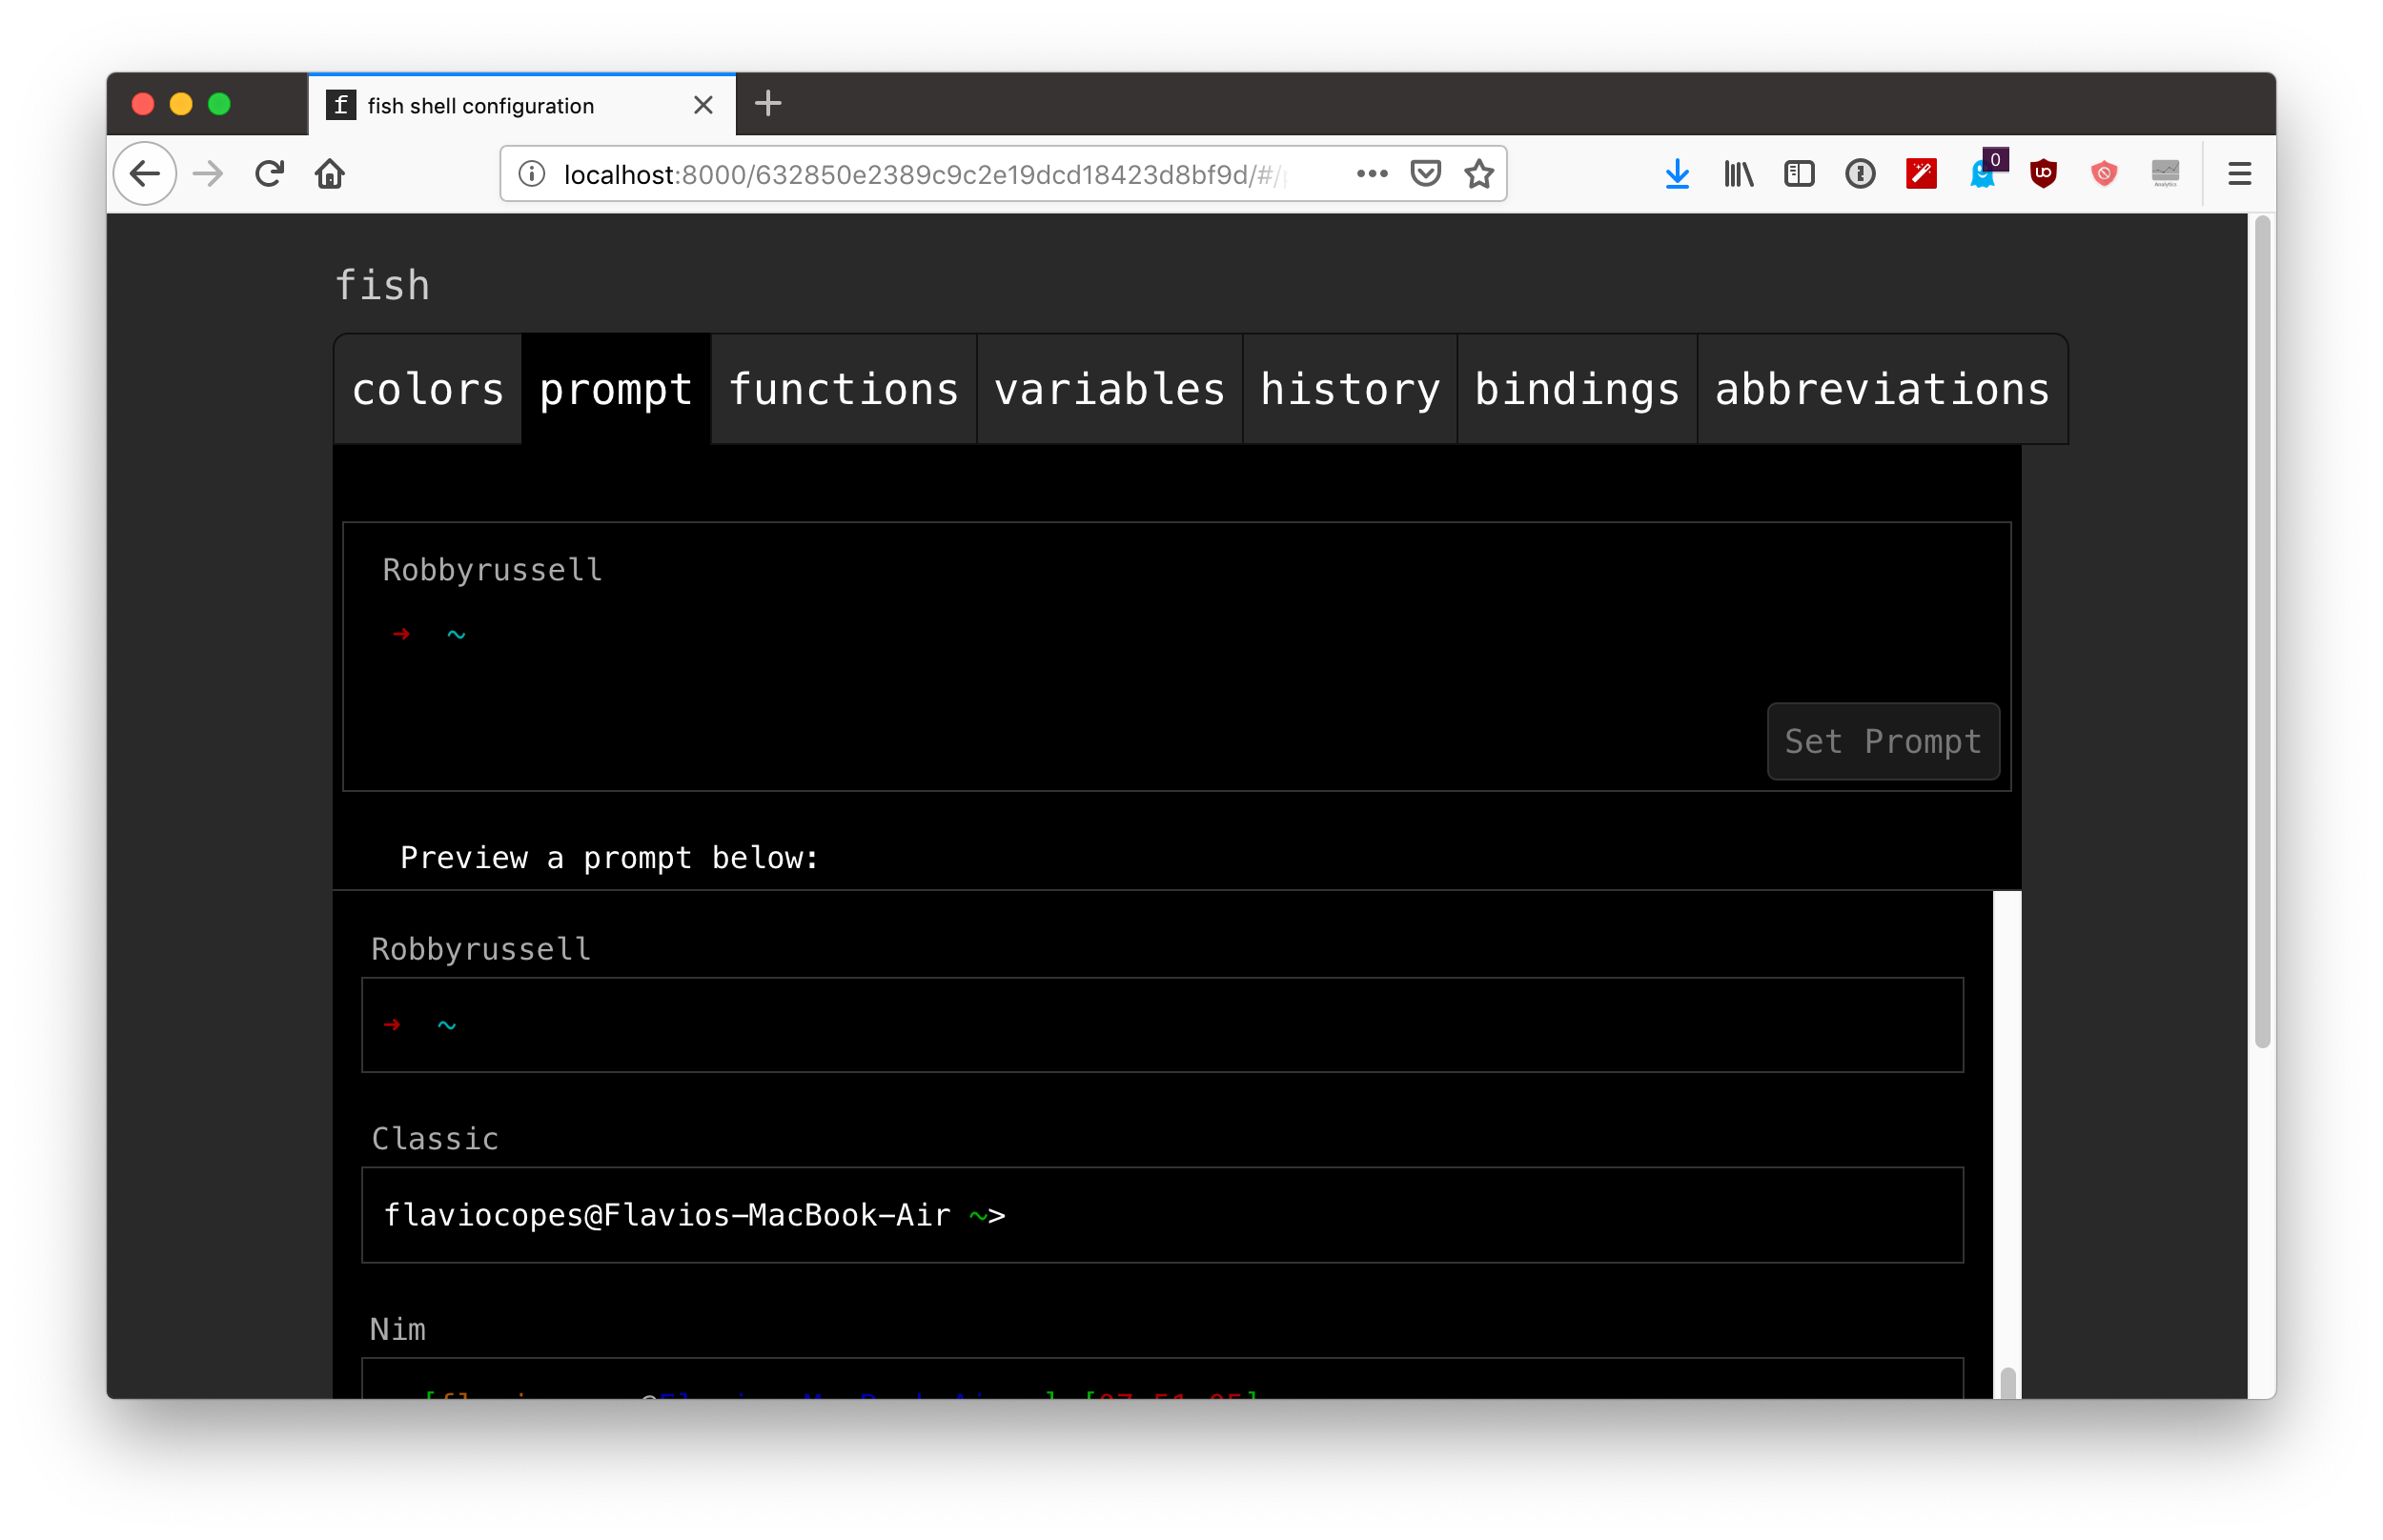 f fish shell configuration
localhost:8000/632850e2389c9c2e19dcd18423d8bf9d/#/
0
Analytics
fish
colors prompt functions variables history bindings abbreviations
Robbyrussell
➜ ~
Set Prompt
Preview a prompt below:
Robbyrussell
➜ ~
Classic
flaviocopes@Flavios-MacBook-Air ~>
Nim